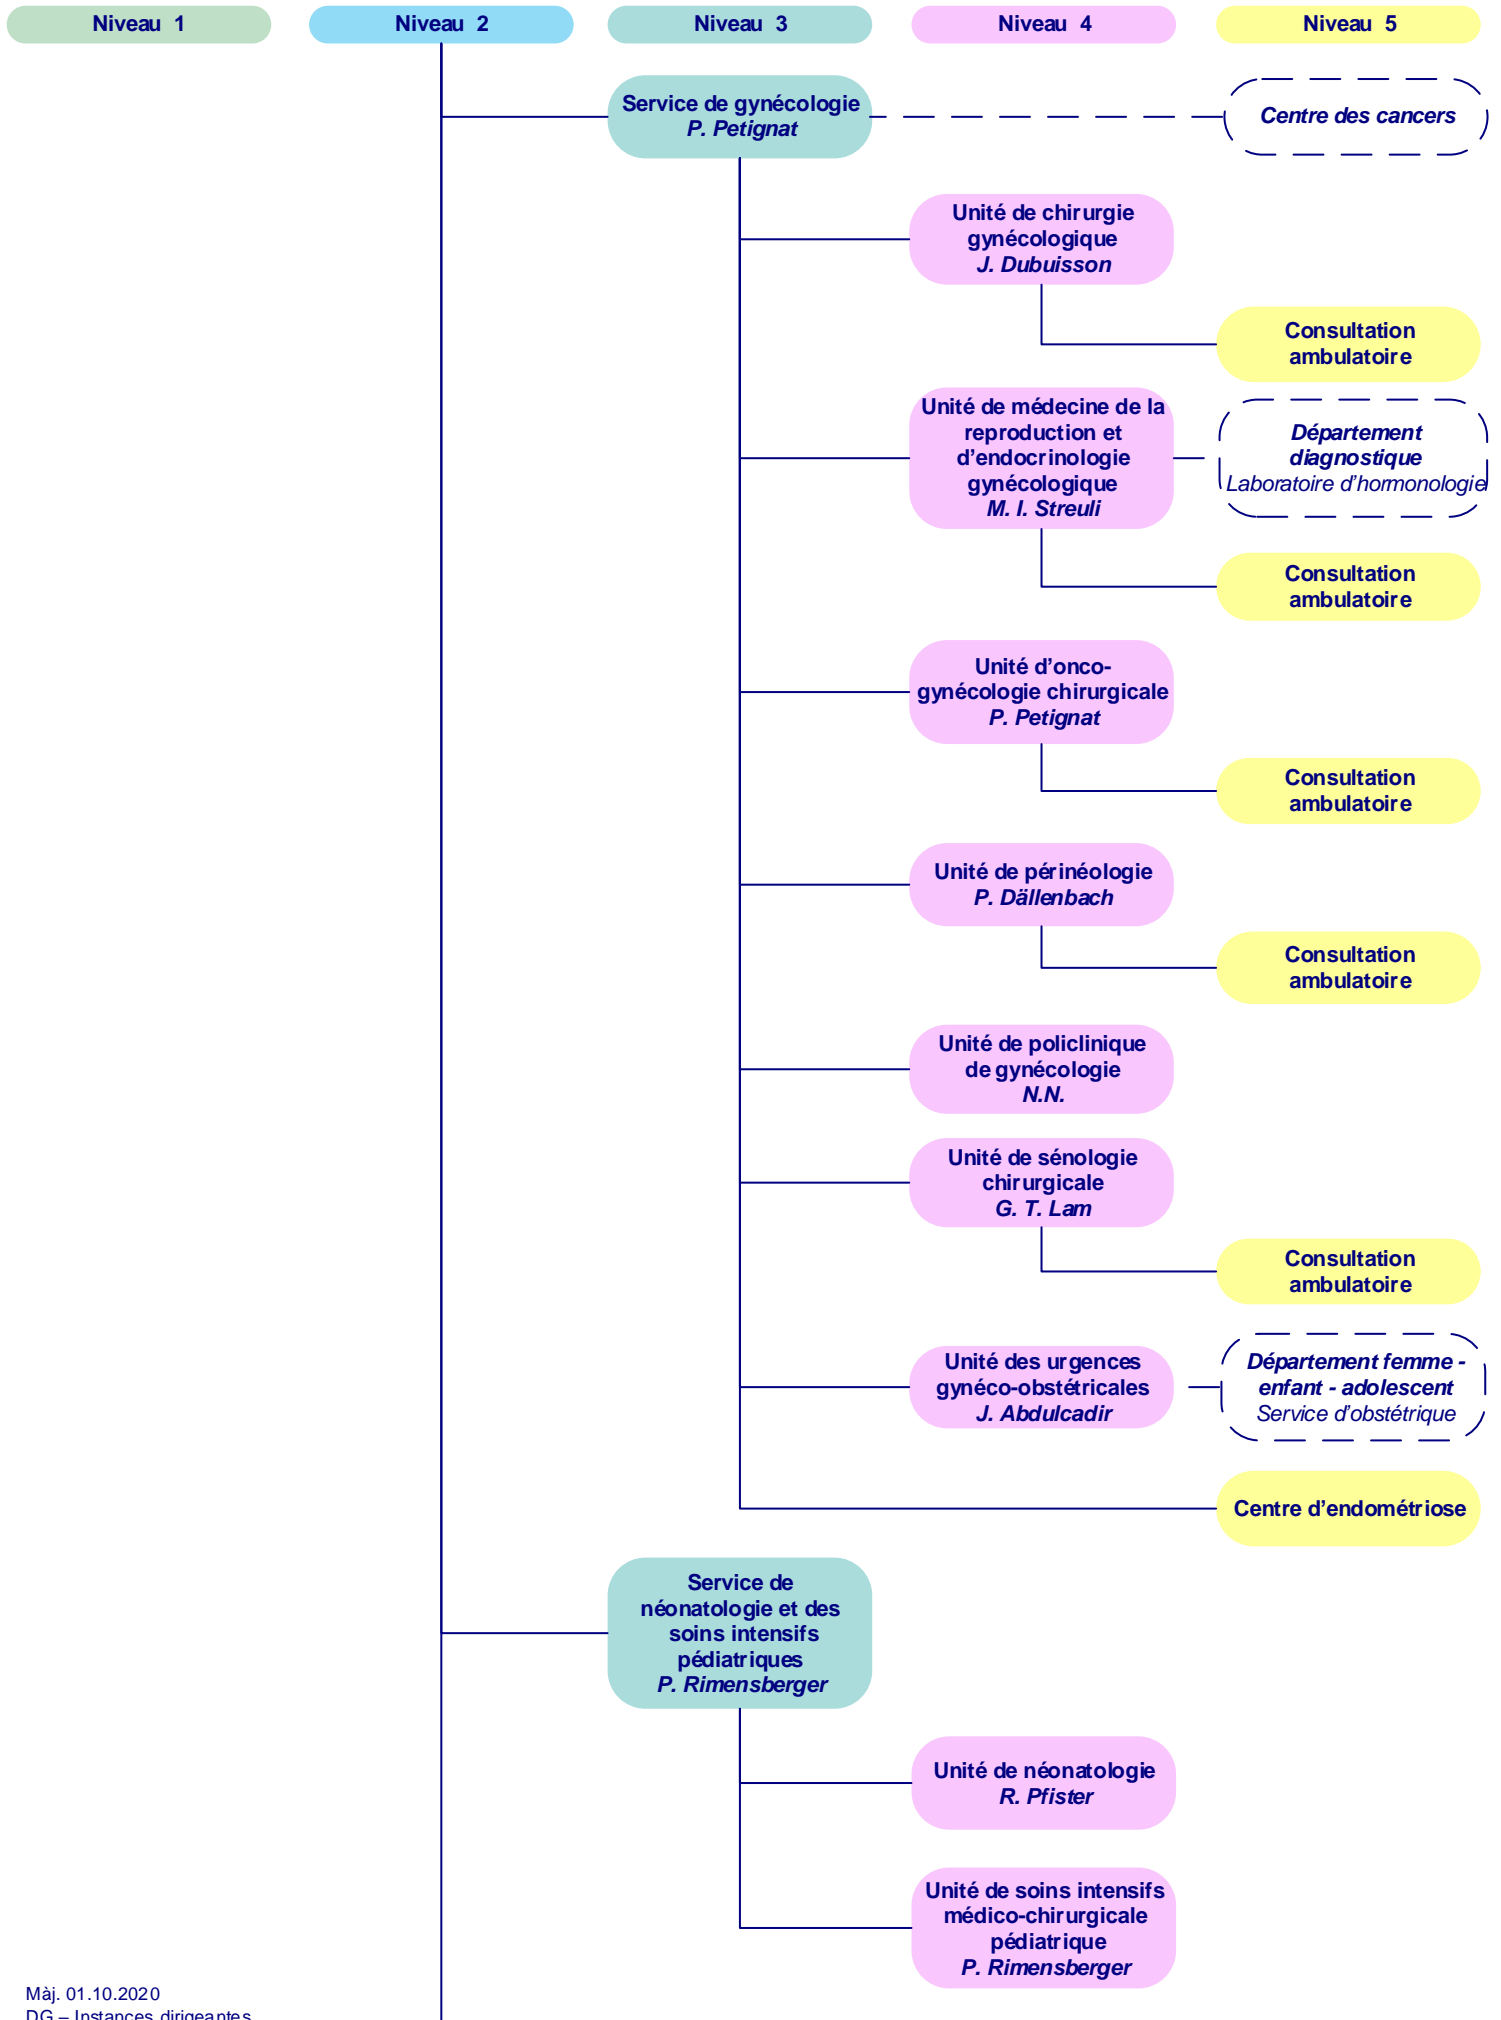 Niveau 1
Niveau 2
Niveau 3
Niveau 4
Niveau 5
Service de gynécologie
P. Petignat
Centre des cancers
Unité de chirurgie
gynécologique
J. Dubuisson
Consultation
ambulatoire
Unité de médecine de la
reproduction et
d’endocrinologie
gynécologique
M. I. Streuli
Département
diagnostique
Laboratoire d’hormonologie
Consultation
ambulatoire
Unité d’onco-
gynécologie chirurgicale
P. Petignat
Consultation
ambulatoire
Unité de périnéologie
P. Dällenbach
Consultation
ambulatoire
Unité de policlinique
de gynécologie
N.N.
Unité de sénologie
chirurgicale
G. T. Lam
Consultation
ambulatoire
Unité des urgences
gynéco-obstétricales
J. Abdulcadir
Département femme -
enfant - adolescent
Service d’obstétrique
Centre d’endométriose
Service de
néonatologie et des
soins intensifs
pédiatriques
P. Rimensberger
Unité de néonatologie
R. Pfister
Unité de soins intensifs
médico-chirurgicale
pédiatrique
P. Rimensberger
Màj. 01.10.2020
DG – Instances dirigeantes